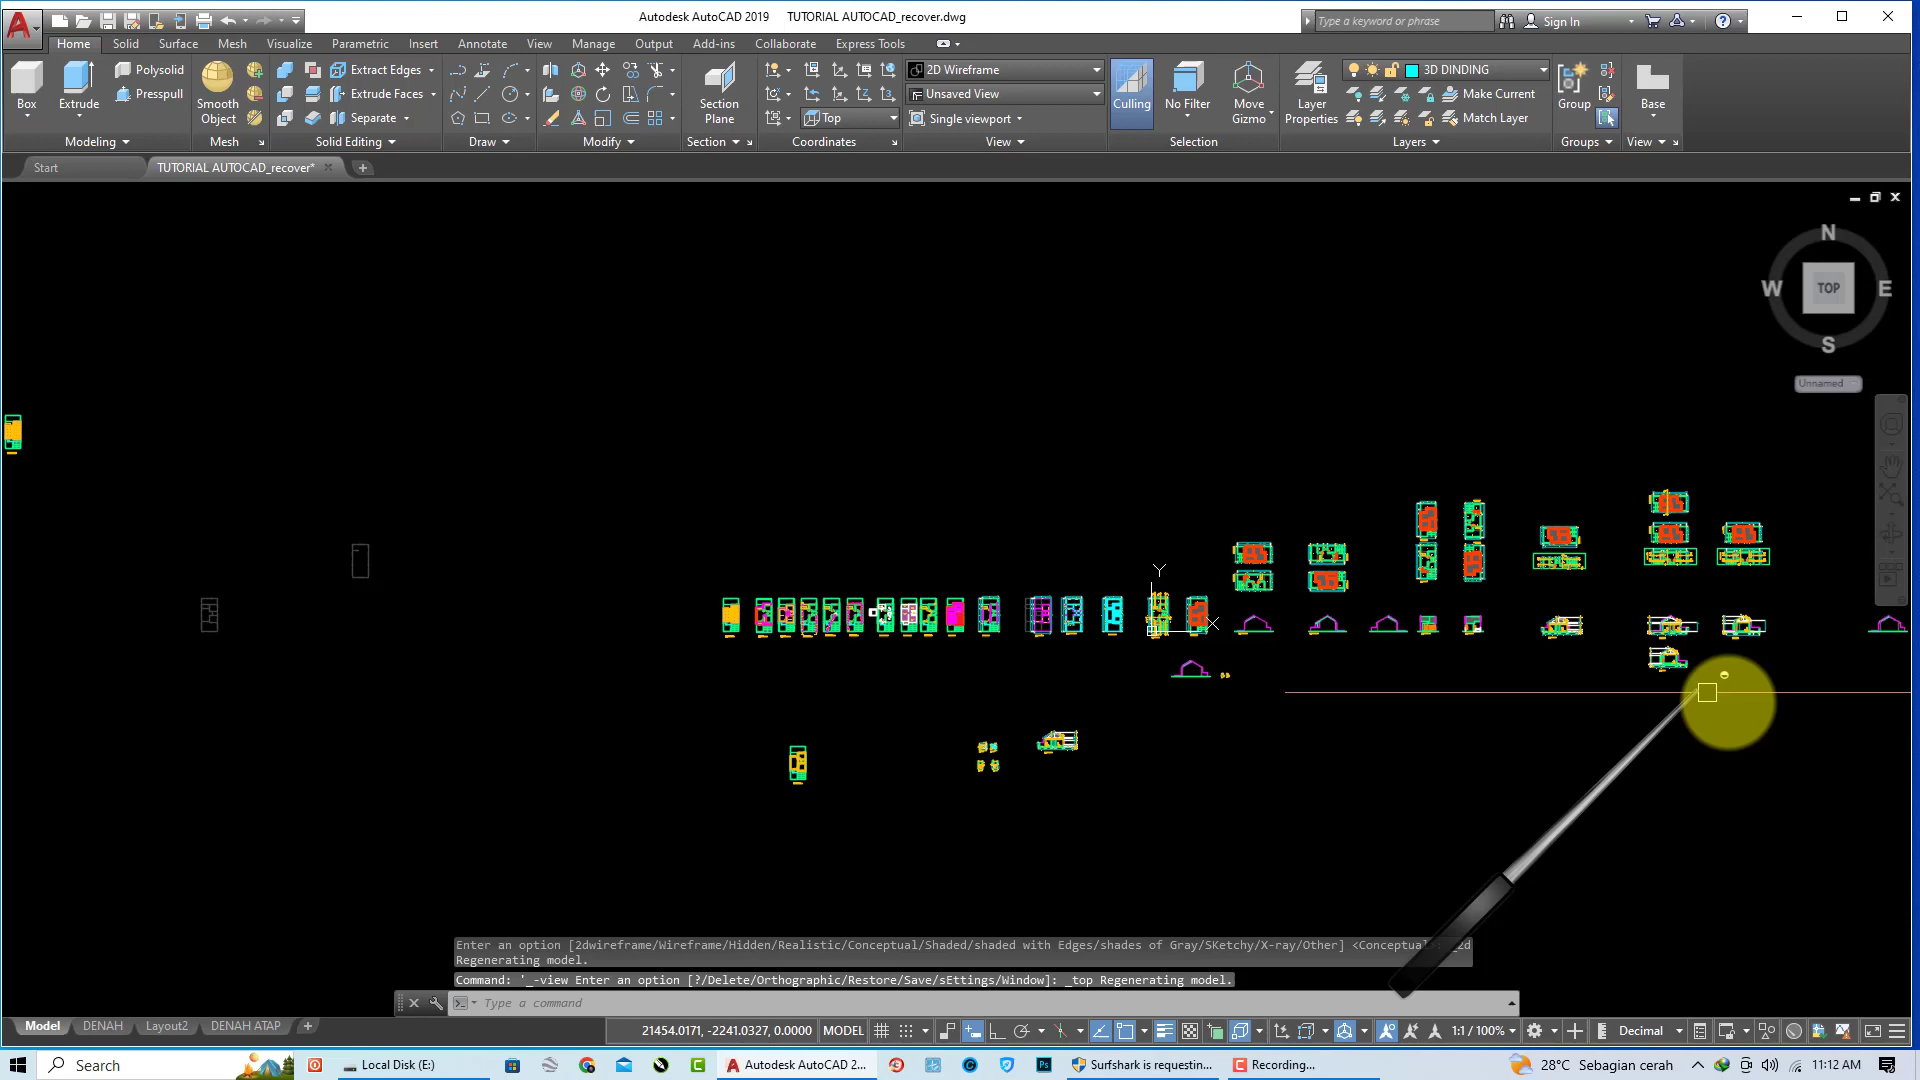 Autodesk AutoCAD 2019 TUTORIAL AUTOCAD_recover.dwg
Type a keyword or phrase
Sign In
Home Solid Surface Mesh Visualize Parametric Insert Annotate View Manage Output Add-ins Collaborate Express Tools
Box
Extrude
Polysolid
Presspull
Smooth
Object
Extract Edges
Extrude Faces
Separate
Section
Plane
Top
2D Wireframe
Unsaved View
Single viewport
Culling
No Filter
Move
Gizmo
Layer
Properties
3D DINDING
Make Current
Match Layer
Group
Base
Modeling Mesh Solid Editing Draw Modify Section Coordinates View Selection Layers Groups View
Start TUTORIAL AUTOCAD_recover*
N
W TOP E
S
Unnamed
Y
X
Enter an option [2dwireframe/Wireframe/Hidden/Realistic/Conceptual/Shaded/shaded with Edges/shades of Gray/SKetchy/X-ray/Other] <Conceptual
Regenerating model.
Command: '_-view Enter an option [?/Delete/Orthographic/Restore/Save/sEttings/Window]: _top Regenerating model.
Type a command
Model DENAH Layout2 DENAH ATAP
21454.0171, -2241.0327, 0.0000 MODEL 1:1 / 100% Decimal
Search Local Disk (E:) Autodesk AutoCAD 2... Surfshark is requestin... Recording... 28°C Sebagian cerah 11:12 AM